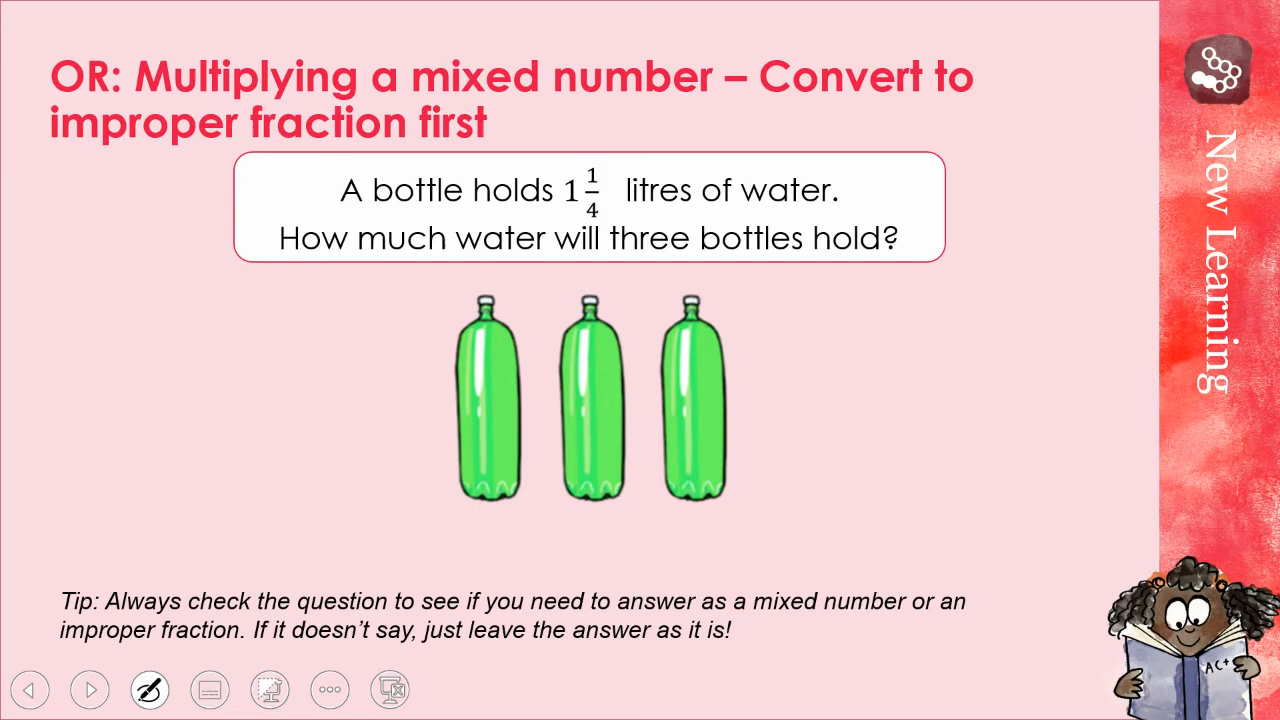 OR: Multiplying a mixed number – Convert to
improper fraction first
A bottle holds 1 1/4 litres of water.
How much water will three bottles hold?
Tip: Always check the question to see if you need to answer as a mixed number or an
improper fraction. If it doesn’t say, just leave the answer as it is!
New Learning
ACT